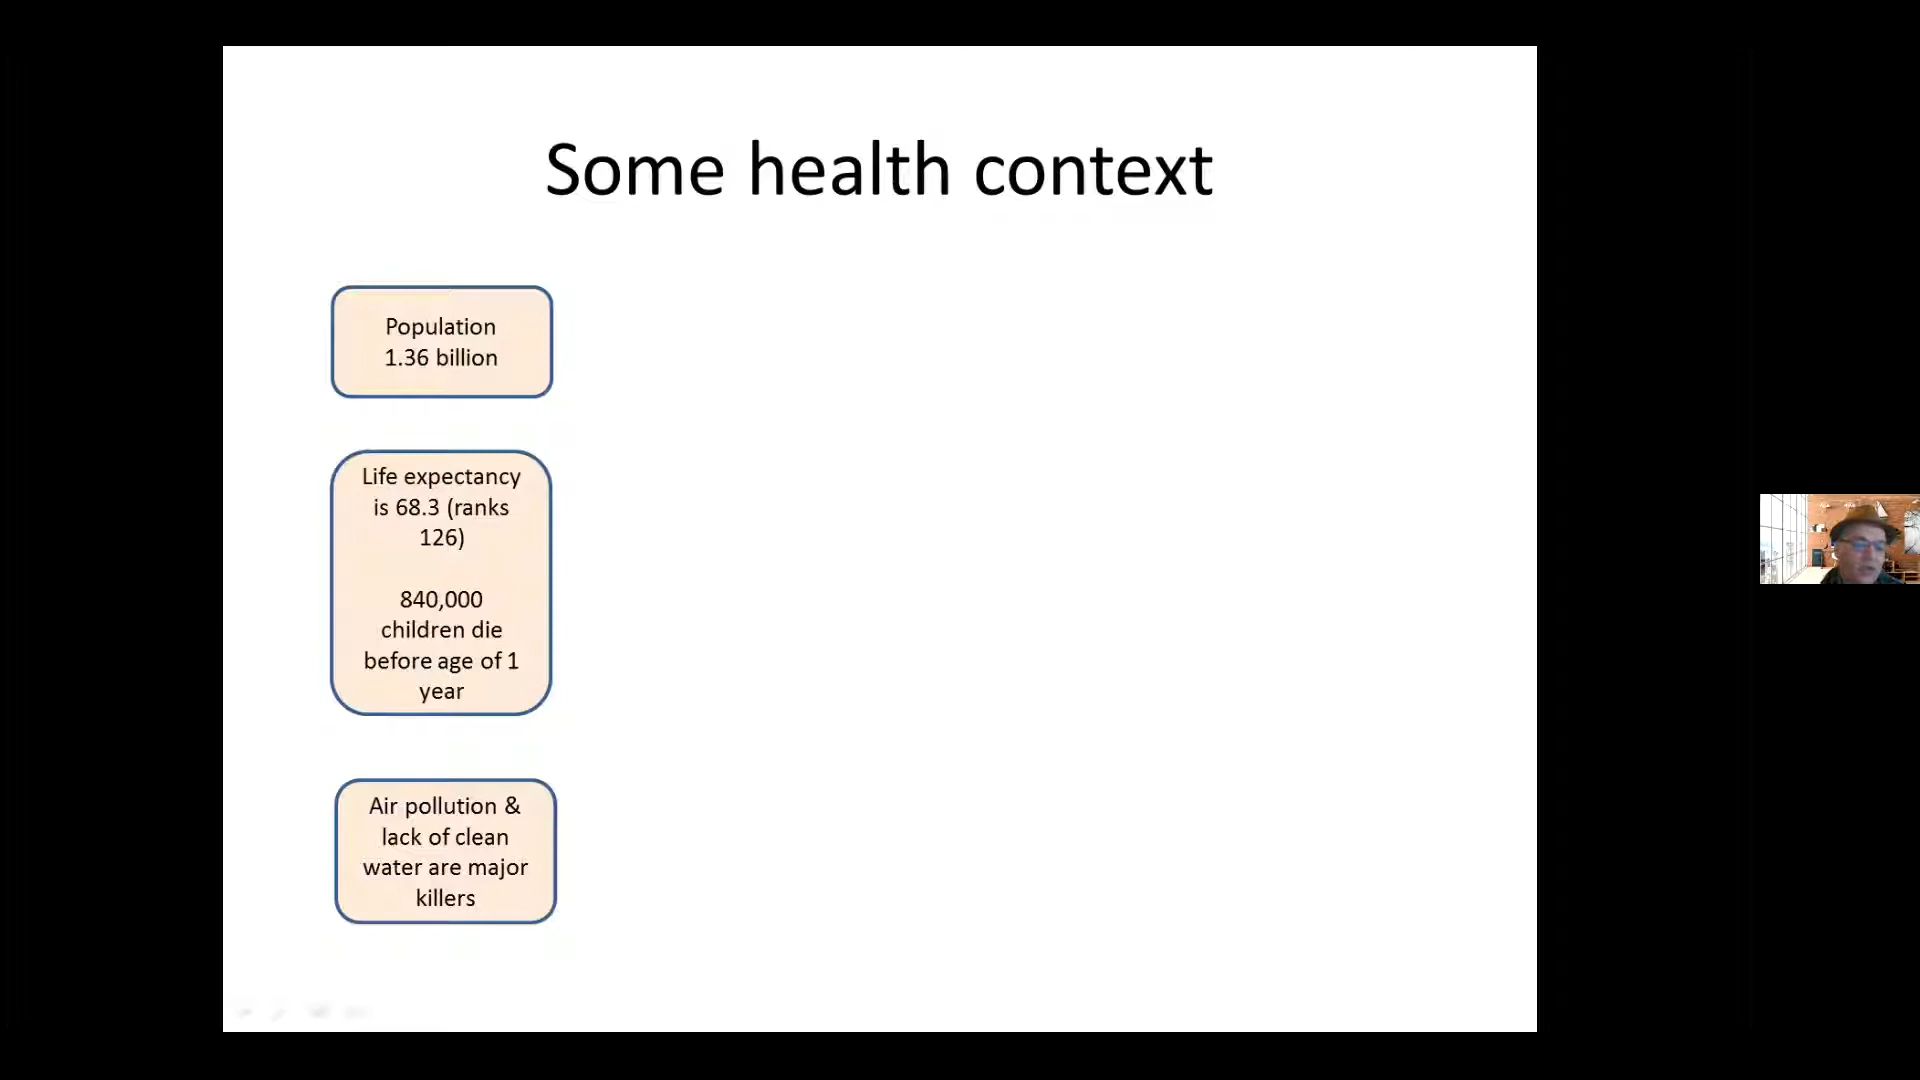 Some health context
Population
1.36 billion
Life expectancy
is 68.3 (ranks
126)
840,000
children die
before age of 1
year
Air pollution &
lack of clean
water are major
killers